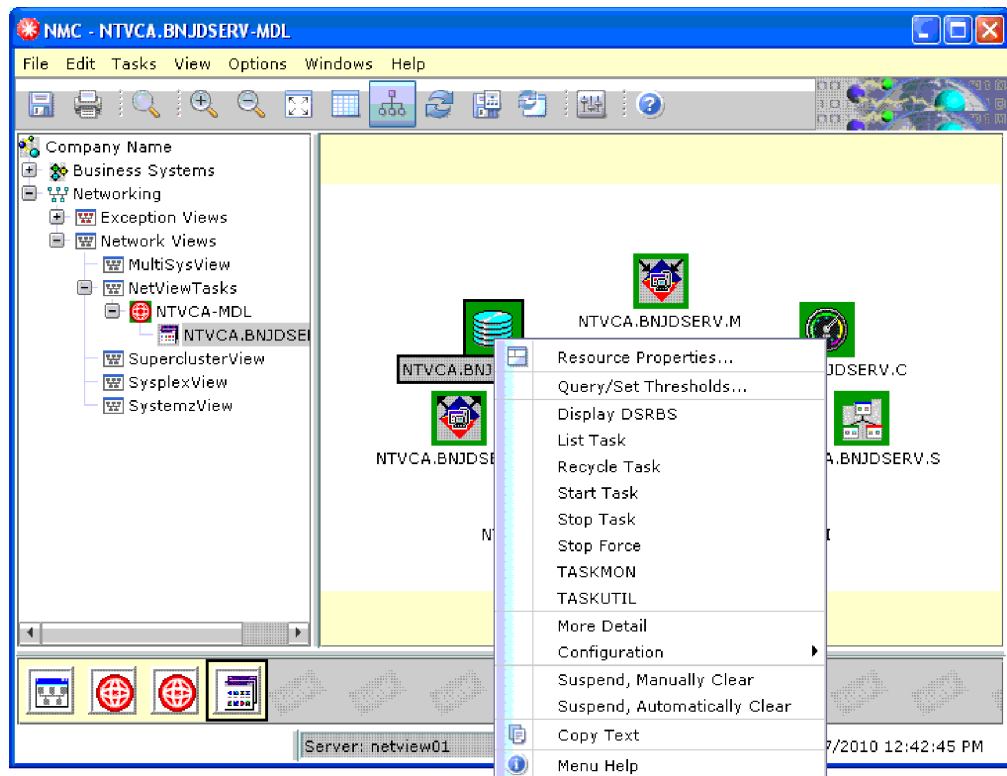 NMC - NTVCA.BNJDSERV-MDL
File Edit Tasks View Options Windows Help
Company Name
Business Systems
Networking
Exception Views
Network Views
MultiSysView
NetViewTasks
NTVCA-MDL
NTVCA.BNJDSE
SuperclusterView
SysplexView
SystemzView
NTVCA.BNJDSERV.M
NTVCA.BNJ
JDSERV.C
NTVCA.BNJDSE
A.BNJDSERV.S
N
Resource Properties...
Query/Set Thresholds...
Display DSRBS
List Task
Recycle Task
Start Task
Stop Task
Stop Force
TASKMON
TASKUTIL
More Detail
Configuration
Suspend, Manually Clear
Suspend, Automatically Clear
Copy Text
Menu Help
Server: netview01
7/2010 12:42:45 PM